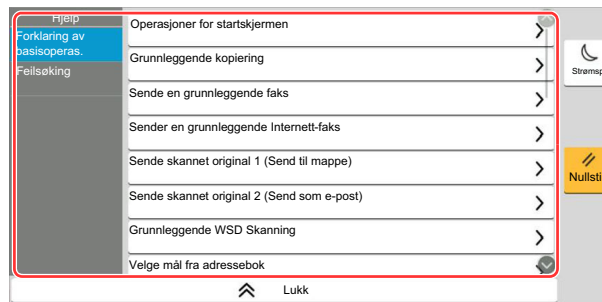 Hjelp
Forklaring av
basisoperas.
Feilsøking
Operasjoner for startskjermen
Grunnleggende kopiering
Sende en grunnleggende faks
Sender en grunnleggende Internett-faks
Sende skannet original 1 (Send til mappe)
Sende skannet original 2 (Send som e-post)
Grunnleggende WSD Skanning
Velge mål fra adressebok
Lukk
Strømsp
Nullsti